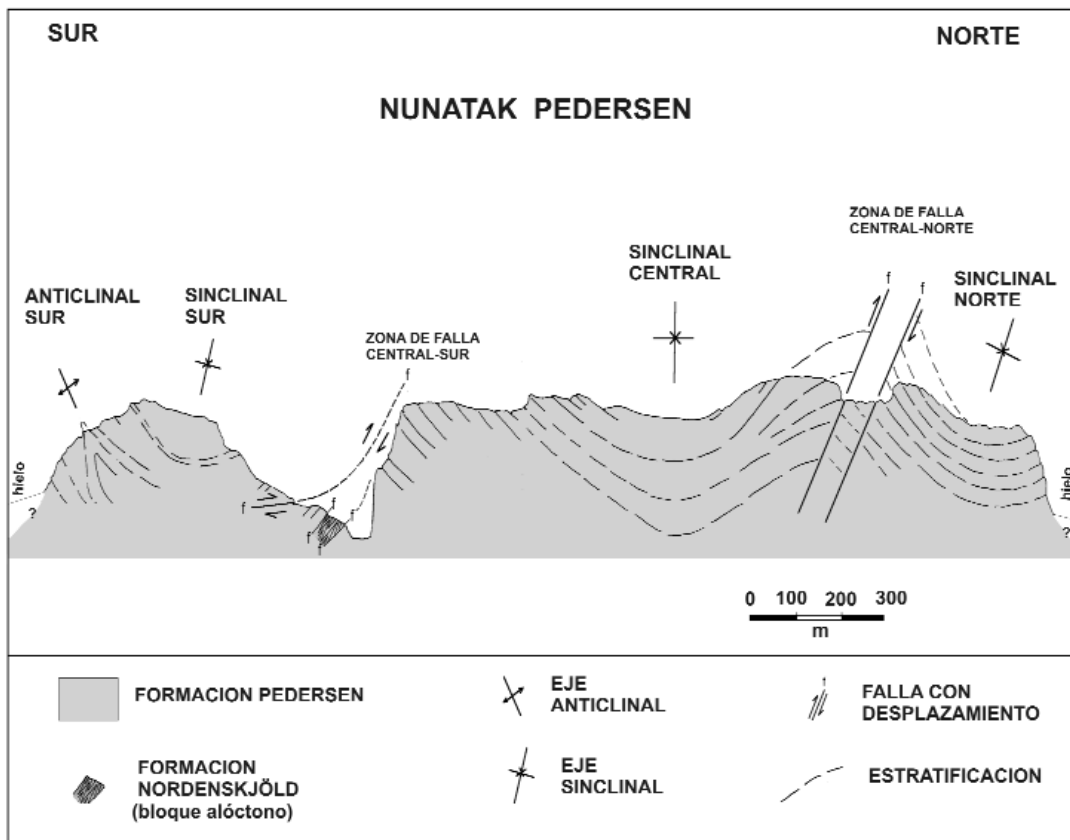 SUR
NORTE
NUNATAK PEDERSEN
ZONA DE FALLA
CENTRAL-NORTE
SINCLINAL
CENTRAL
SINCLINAL
NORTE
ANTICLINAL
SUR
SINCLINAL
SUR
ZONA DE FALLA
CENTRAL-SUR
f
f
f
hielo
?
f
f
f
f
hielo
?
0 100 200 300
m
FORMACION PEDERSEN
EJE
ANTICLINAL
f
FALLA CON
DESPLAZAMIENTO
FORMACION
NORDENSKJÖLD
(bloque alóctono)
EJE
SINCLINAL
ESTRATIFICACION